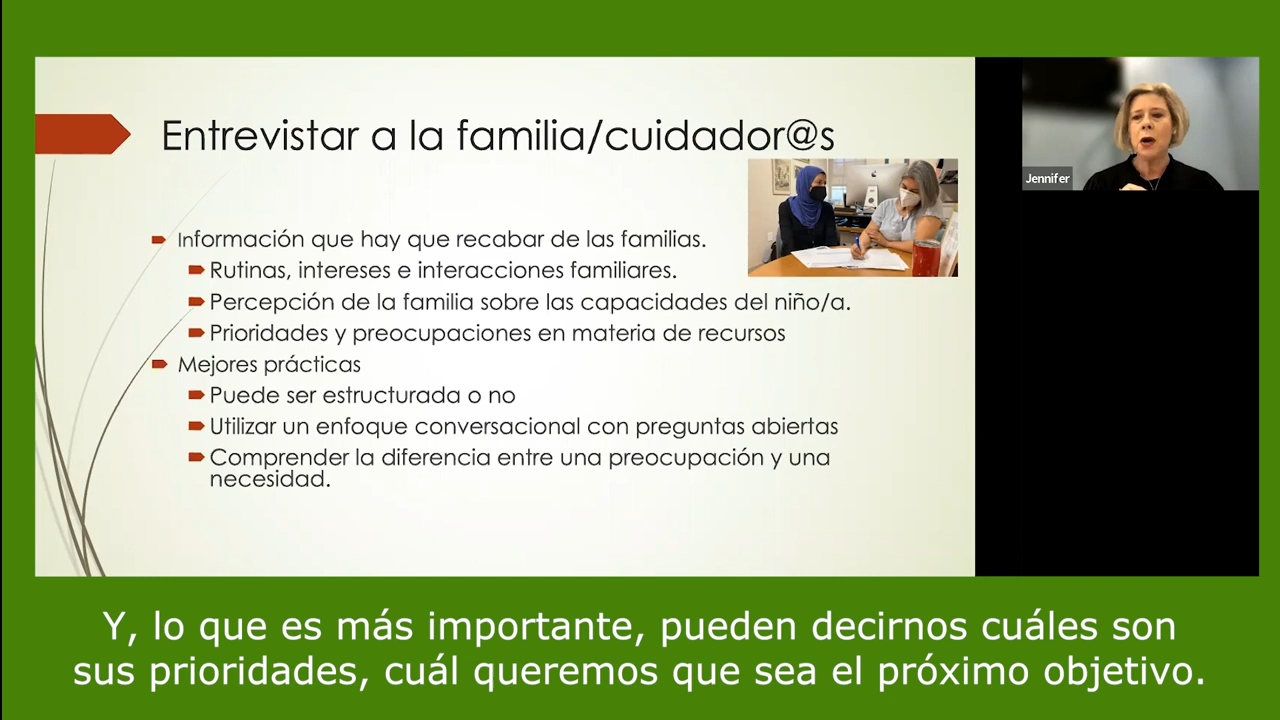 Entrevistar a la familia/cuidador@s
Jennifer
Información que hay que recabar de las familias.
Rutinas, intereses e interacciones familiares.
Percepción de la familia sobre las capacidades del niño/a.
Prioridades y preocupaciones en materia de recursos
Mejores prácticas
Puede ser estructurada o no
Utilizar un enfoque conversacional con preguntas abiertas
Comprender la diferencia entre una preocupación y una
necesidad.
Y, lo que es más importante, pueden decirnos cuáles son
sus prioridades, cuál queremos que sea el próximo objetivo.